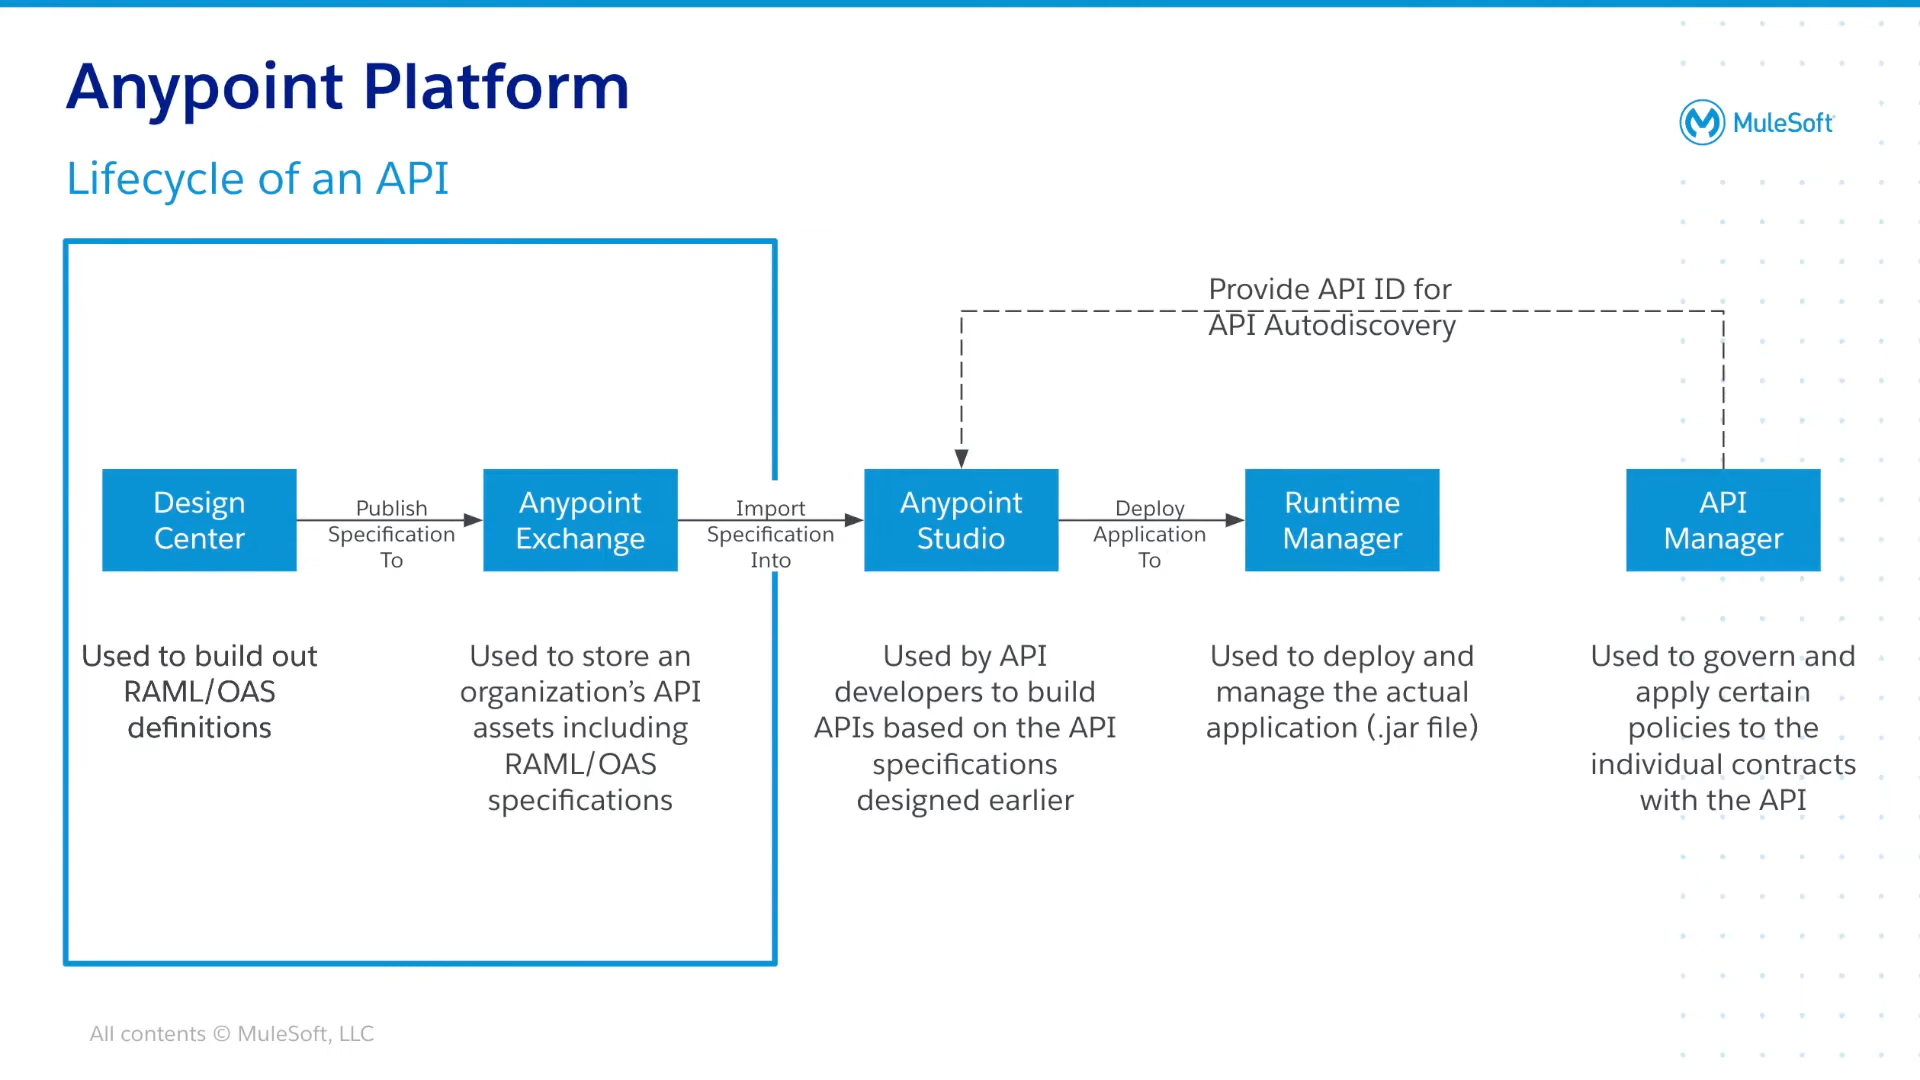 Anypoint Platform
MuleSoft
Lifecycle of an API
Provide API ID for
API Autodiscovery
Design
Center
Publish
Specification
To
Anypoint
Exchange
Import
Specification
Into
Anypoint
Studio
Deploy
Application
To
Runtime
Manager
API
Manager
Used to build out
RAML/OAS
definitions
Used to store an
organization’s API
assets including
RAML/OAS
specifications
Used by API
developers to build
APIs based on the API
specifications
designed earlier
Used to deploy and
manage the actual
application (.jar file)
Used to govern and
apply certain
policies to the
individual contracts
with the API
All contents © MuleSoft, LLC